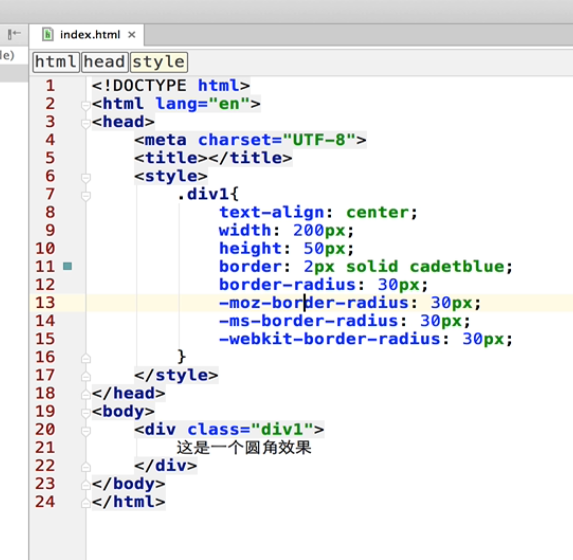 index.html ×
le)
html head style
1 <!DOCTYPE html>
2 <html lang="en">
3 <head>
4 <meta charset="UTF-8">
5 <title></title>
6 <style>
7 .div1{
8 text-align: center;
9 width: 200px;
10 height: 50px;
11 border: 2px solid cadetblue;
12 border-radius: 30px;
13 -moz-border-radius: 30px;
14 -ms-border-radius: 30px;
15 -webkit-border-radius: 30px;
16 }
17 </style>
18 </head>
19 <body>
20 <div class="div1">
21 这是一个圆角效果
22 </div>
23 </body>
24 </html>